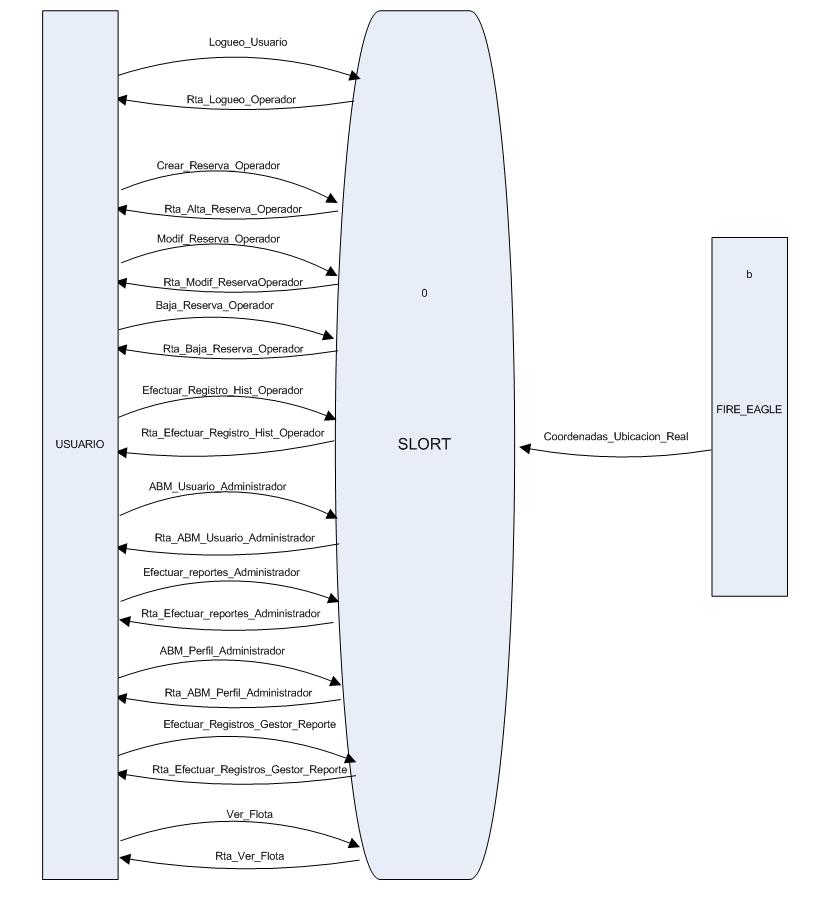 Logueo_Usuario
Rta_Logueo_Operador
Crear_Reserva_Operador
Rta_Alta_Reserva_Operador
Modif_Reserva_Operador
Rta_Modif_ReservaOperador
Baja_Reserva_Operador
Rta_Baja_Reserva_Operador
Efectuar_Registro_Hist_Operador
Rta_Efectuar_Registro_Hist_Operador
USUARIO
ABM_Usuario_Administrador
Rta_ABM_Usuario_Administrador
Efectuar_reportes_Administrador
Rta_Efectuar_reportes_Administrador
ABM_Perfil_Administrador
Rta_ABM_Perfil_Administrador
Efectuar_Registros_Gestor_Reporte
Rta_Efectuar_Registros_Gestor_Reporte
Ver_Flota
Rta_Ver_Flota
0
SLORT
Coordenadas_Ubicacion_Real
b
FIRE_EAGLE